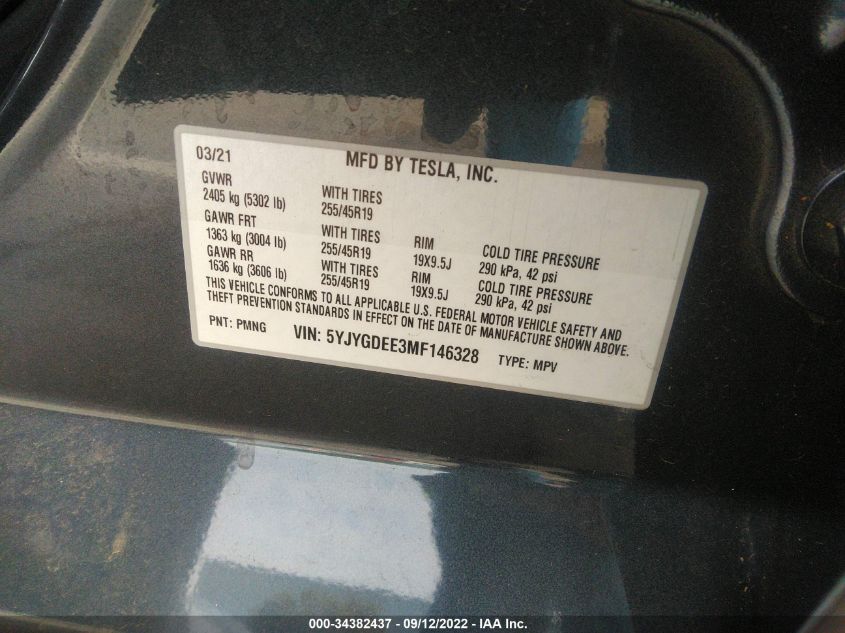 03/21
MFD BY TESLA, INC.
GVWR
2405 kg (5302 lb)
WITH TIRES
255/45R19
GAWR FRT
1363 kg (3004 lb)
WITH TIRES
255/45R19
RIM
19X9.5J
COLD TIRE PRESSURE
290 kPa, 42 psi
GAWR RR
1636 kg (3606 lb)
WITH TIRES
255/45R19
RIM
19X9.5J
COLD TIRE PRESSURE
290 kPa, 42 psi
THIS VEHICLE CONFORMS TO ALL APPLICABLE U.S. FEDERAL MOTOR VEHICLE SAFETY AND
THEFT PREVENTION STANDARDS IN EFFECT ON THE DATE OF MANUFACTURE SHOWN ABOVE.
PNT: PMNG VIN: 5YJYGDEE3MF146328 TYPE: MPV
000-34382437 - 09/12/2022 - IAA Inc.